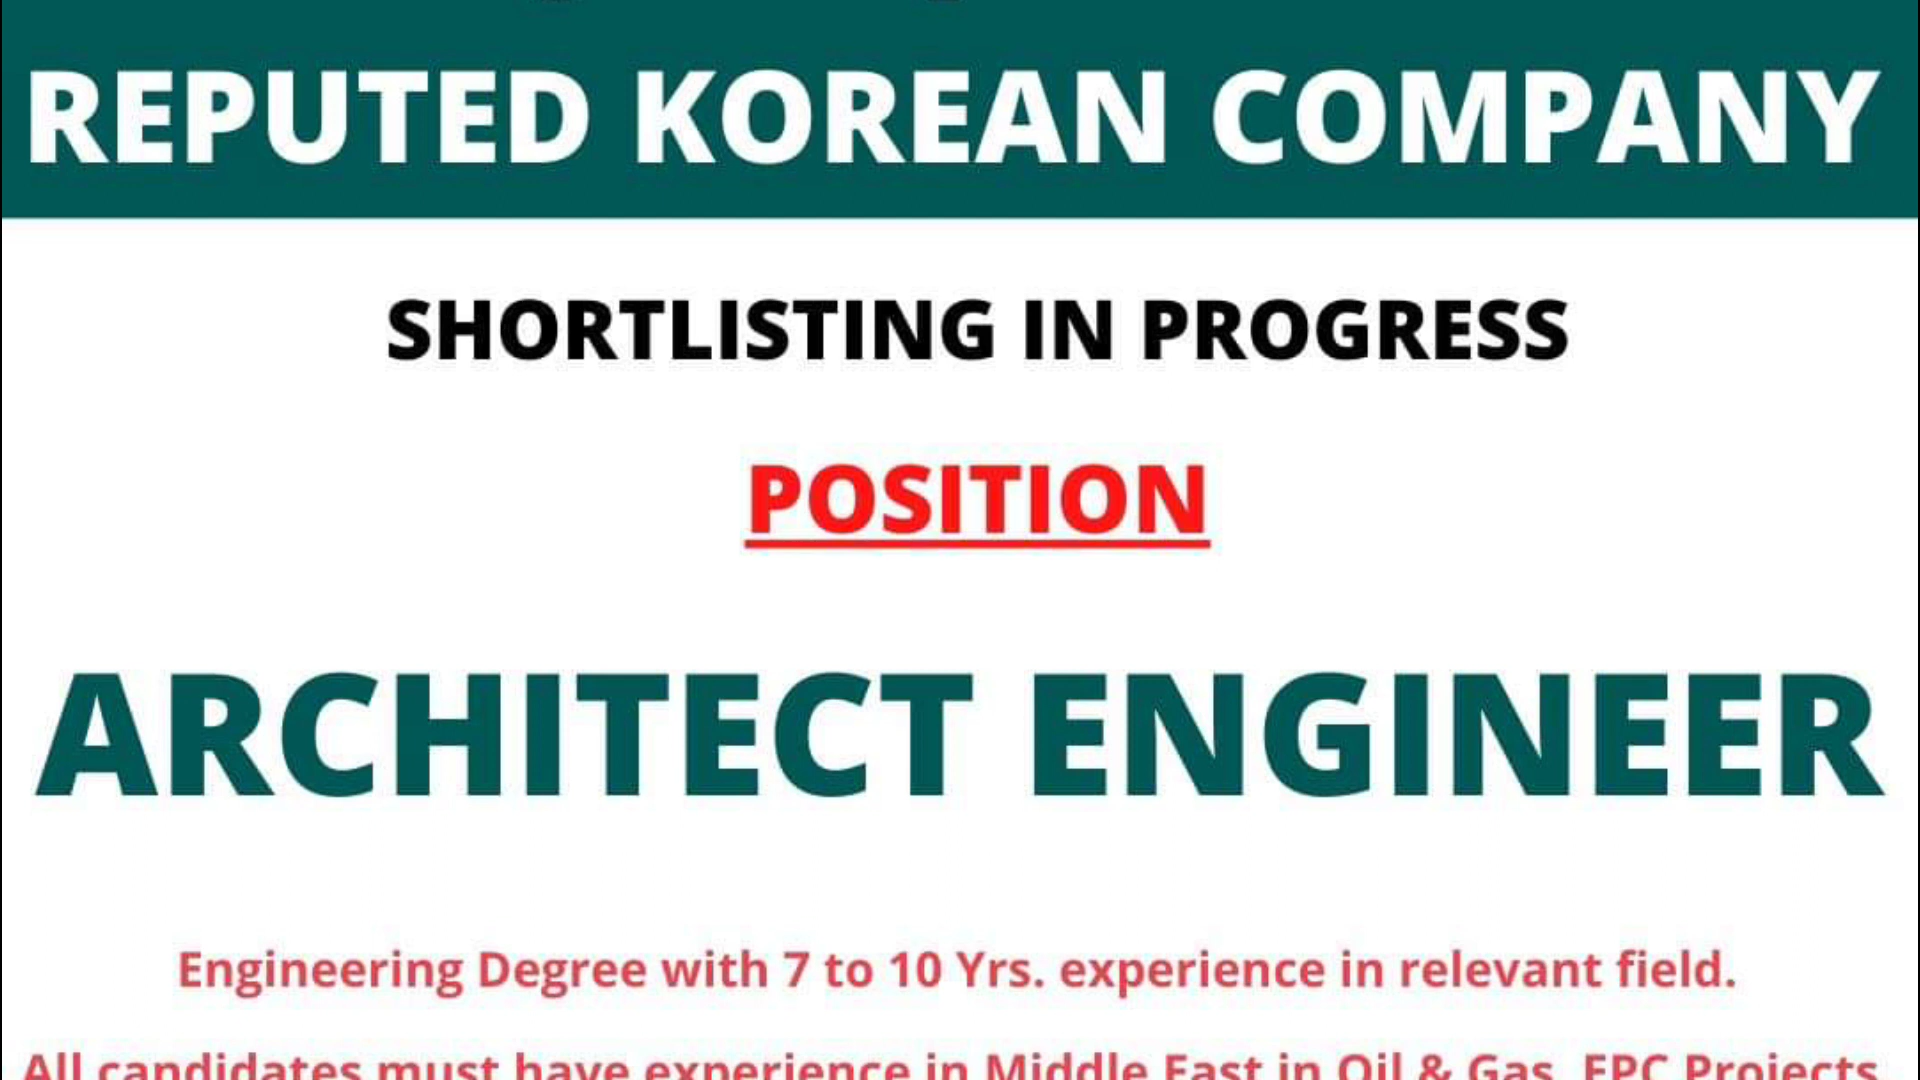 REPUTED KOREAN COMPANY
SHORTLISTING IN PROGRESS
POSITION
ARCHITECT ENGINEER
Engineering Degree with 7 to 10 Yrs. experience in relevant field.
All candidates must have experience in Middle East in Oil & Gas, EPC Projects.